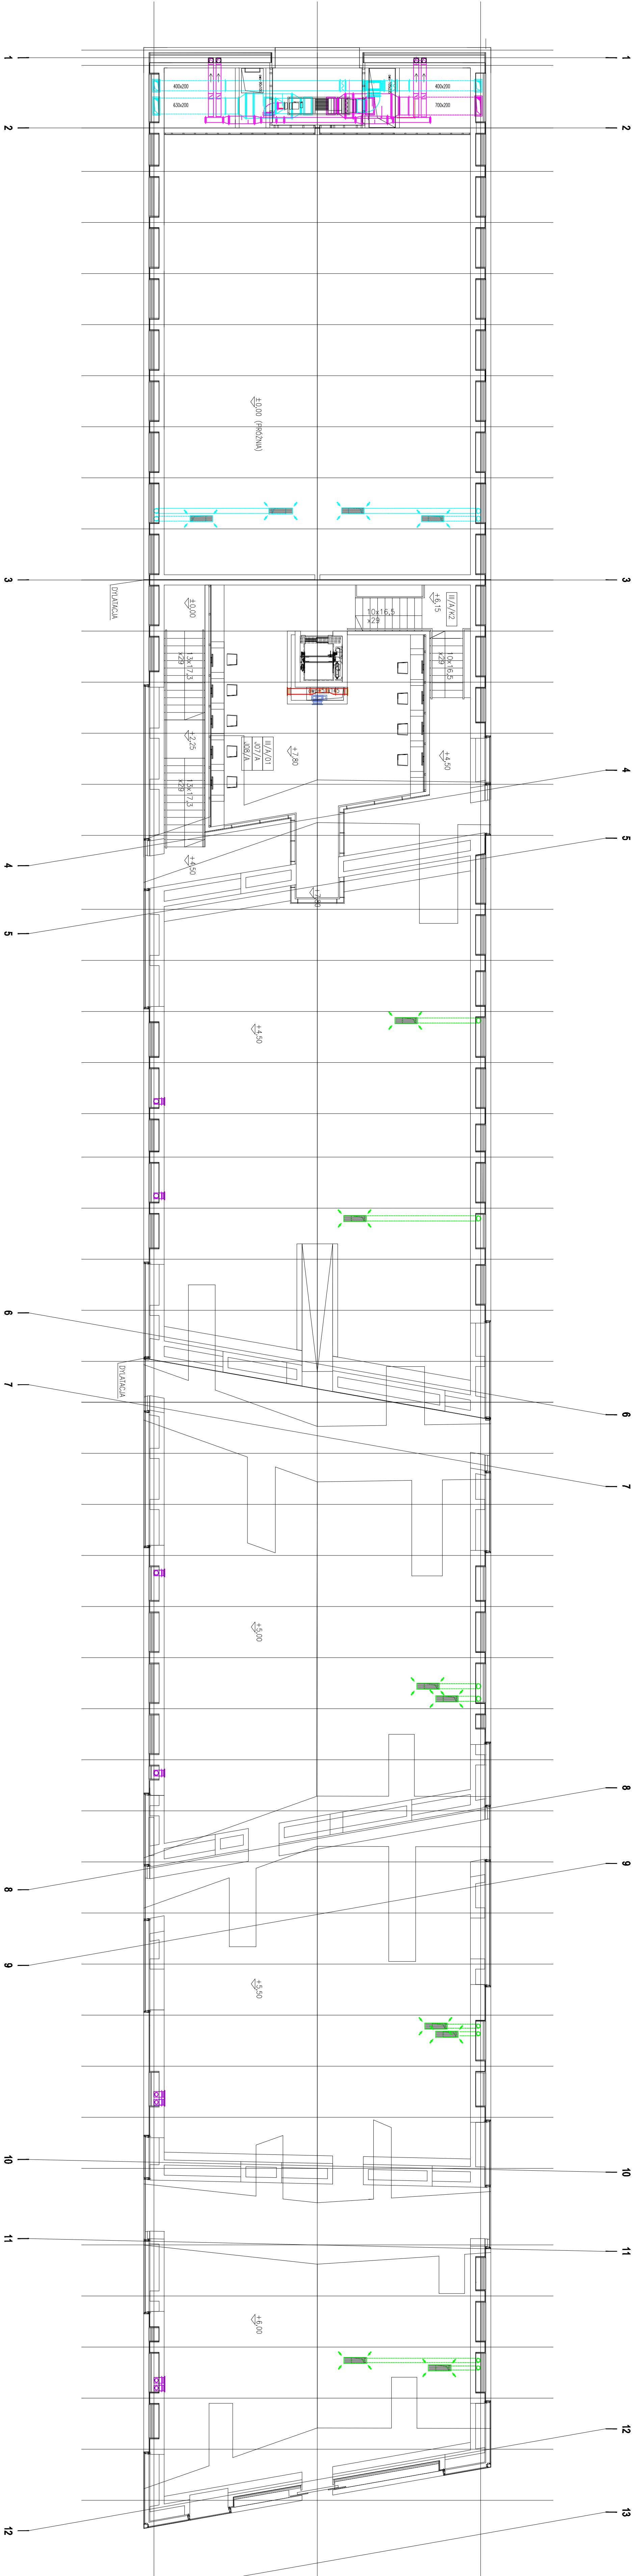 1
1
400x200
400x200
630x200
700x200
2
2
±0,00 (PRÓŻNIA)
3
3
DYLATACJA
±0,00
+6,15
III/A/K2
10x16,5
x29
10x16,5
x29
13x17,3
x29
+2,25
III/A/01
J07/A
J08/A
+7,80
+4,50
13x17,3
x29
4
4
+4,50
5
5
+4,50
6
6
DYLATACJA
7
7
+5,00
8
8
9
9
+5,50
10
10
11
11
+6,00
12
12
13